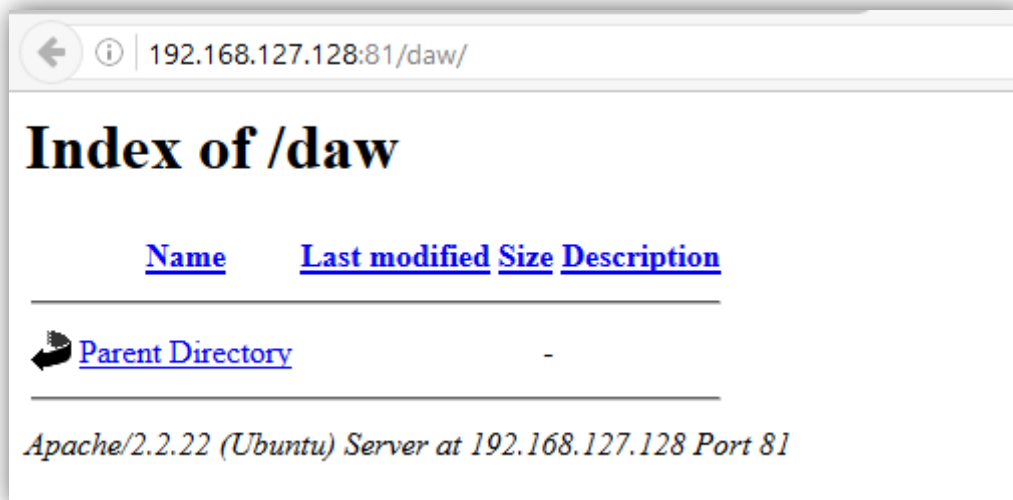 192.168.127.128:81/daw/
Index of /daw
Name Last modified Size Description
Parent Directory -
Apache/2.2.22 (Ubuntu) Server at 192.168.127.128 Port 81